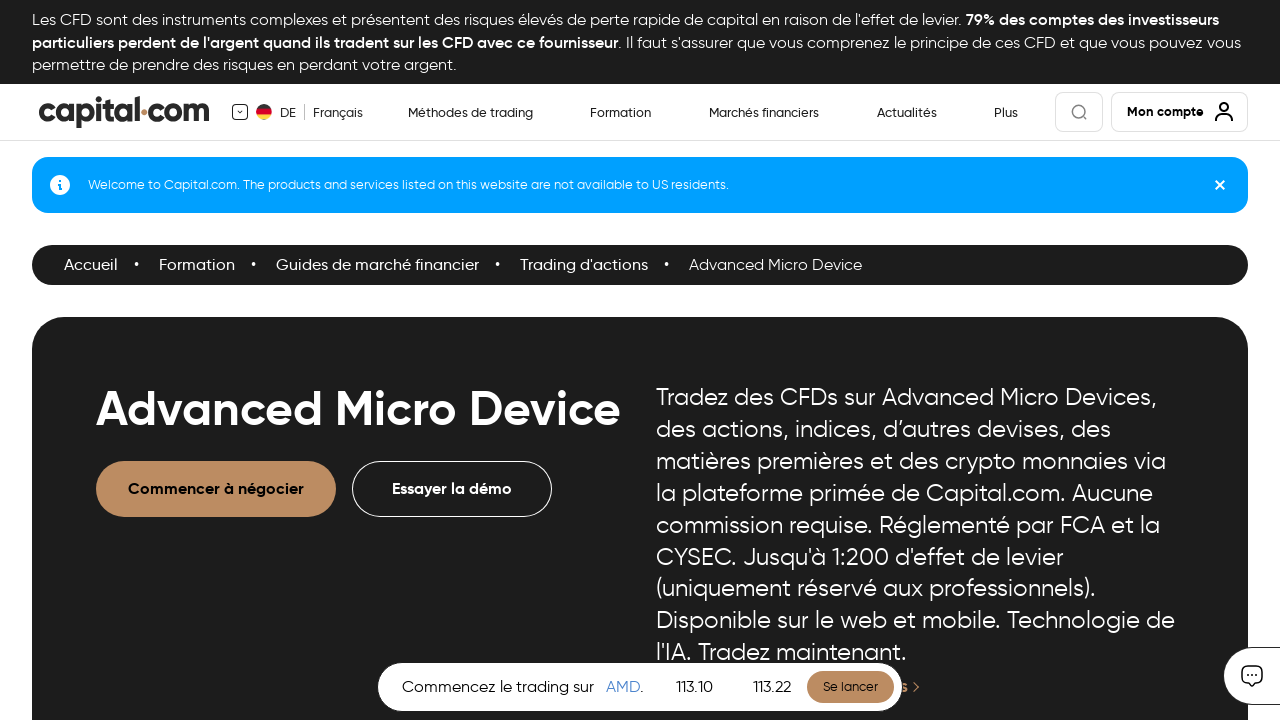 Les CFD sont des instruments complexes et présentent des risques élevés de perte rapide de capital en raison de l'effet de levier. 79% des comptes des investisseurs
particuliers perdent de l'argent quand ils tradent sur les CFD avec ce fournisseur. Il faut s'assurer que vous comprenez le principe de ces CFD et que vous pouvez vous
permettre de prendre des risques en perdant votre argent.
capital.com DE Français Méthodes de trading Formation Marchés financiers Actualités Plus Mon compte
Welcome to Capital.com. The products and services listed on this website are not available to US residents.
Accueil • Formation • Guides de marché financier • Trading d'actions • Advanced Micro Device
Advanced Micro Device
Commencer à négocier Essayer la démo
Tradez des CFDs sur Advanced Micro Devices,
des actions, indices, d’autres devises, des
matières premières et des crypto monnaies via
la plateforme primée de Capital.com. Aucune
commission requise. Réglementé par FCA et la
CYSEC. Jusqu'à 1:200 d'effet de levier
(uniquement réservé aux professionnels).
Disponible sur le web et mobile. Technologie de
l'IA. Tradez maintenant.
Commencez le trading sur AMD. 113.10 113.22 Se lancer